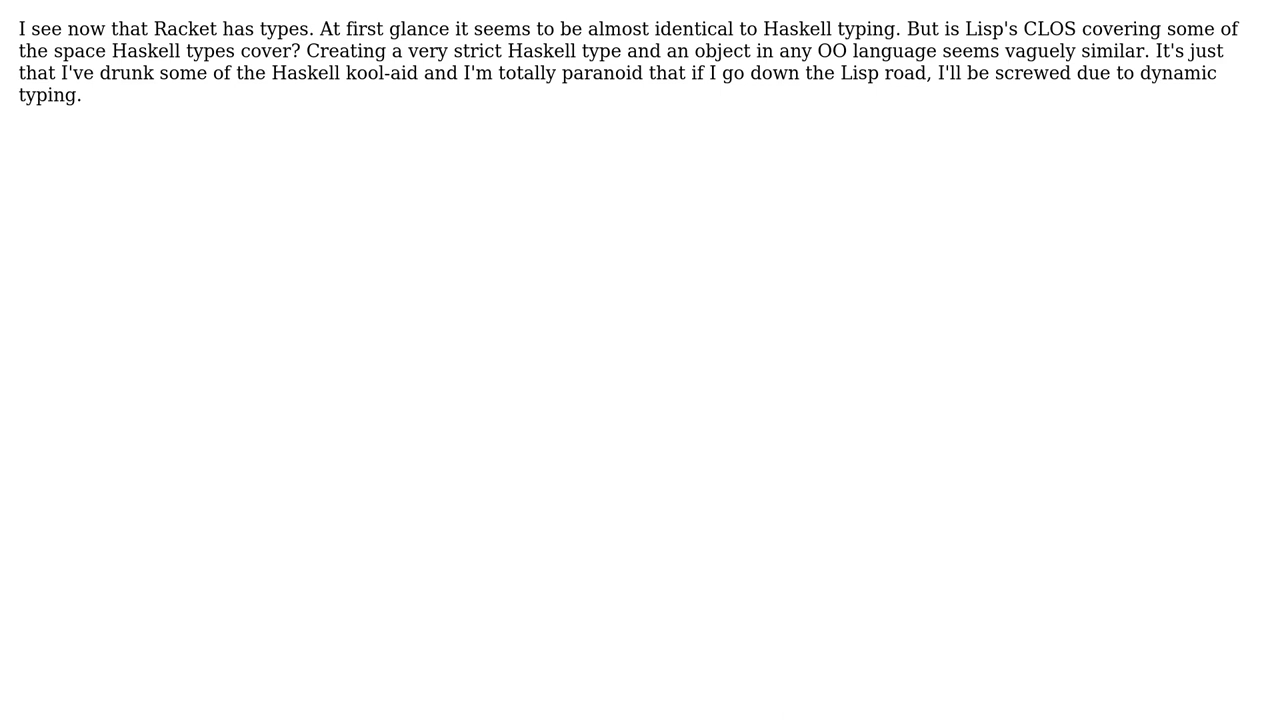 I see now that Racket has types. At first glance it seems to be almost identical to Haskell typing. But is Lisp's CLOS covering some of
the space Haskell types cover? Creating a very strict Haskell type and an object in any OO language seems vaguely similar. It's just
that I've drunk some of the Haskell kool-aid and I'm totally paranoid that if I go down the Lisp road, I'll be screwed due to dynamic
typing.